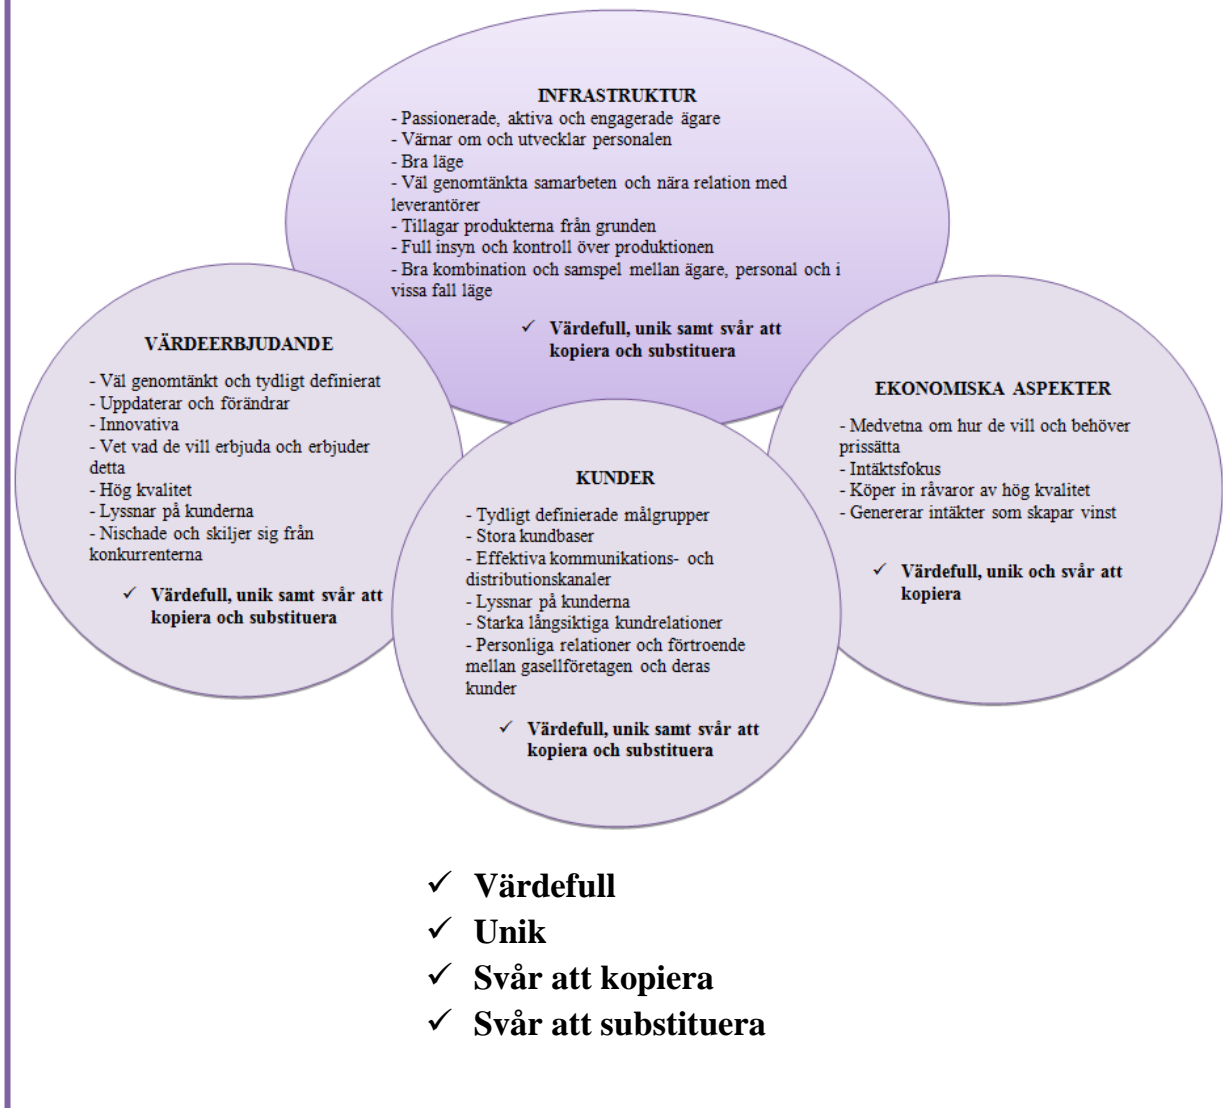 INFRASTRUKTUR
- Passionerade, aktiva och engagerade ägare
- Värnar om och utvecklar personalen
- Bra läge
- Väl genomtänkta samarbeten och nära relation med
leverantörer
- Tillagar produkterna från grunden
- Full insyn och kontroll över produktionen
- Bra kombination och samspel mellan ägare, personal och i
vissa fall läge
✓ Värdefull, unik samt svår att
kopiera och substituera
VÄRDEERBJUDANDE
- Väl genomtänkt och tydligt definierat
- Uppdaterar och förändrar
- Innovativa
- Vet vad de vill erbjuda och erbjuder
detta
- Hög kvalitet
- Lyssnar på kunderna
- Nischade och skiljer sig från
konkurrenterna
✓ Värdefull, unik samt svår att
kopiera och substituera
KUNDER
- Tydligt definierade målgrupper
- Stora kundbaser
- Effektiva kommunikations- och
distributionskanaler
- Lyssnar på kunderna
- Starka långsiktiga kundrelationer
- Personliga relationer och förtroende
mellan gasellföretagen och deras
kunder
✓ Värdefull, unik samt svår att
kopiera och substituera
EKONOMISKA ASPEKTER
- Medvetna om hur de vill och behöver
prissätta
- Intäktsfokus
- Köper in råvaror av hög kvalitet
- Genererar intäkter som skapar vinst
✓ Värdefull, unik och svår att
kopiera
✓ Värdefull
✓ Unik
✓ Svår att kopiera
✓ Svår att substituera